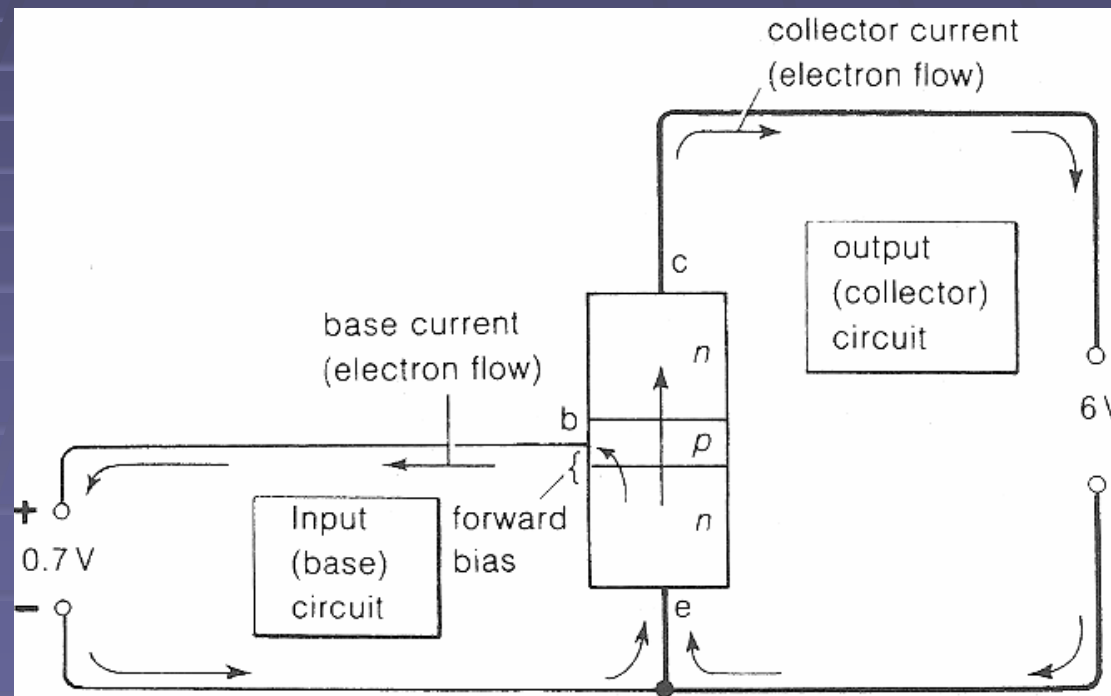 collector current
(electron flow)
c
output
(collector)
circuit
base current
(electron flow)
n
b
p
6 V
{
+
Input
(base)
circuit
forward
bias
n
0.7 V
−
e